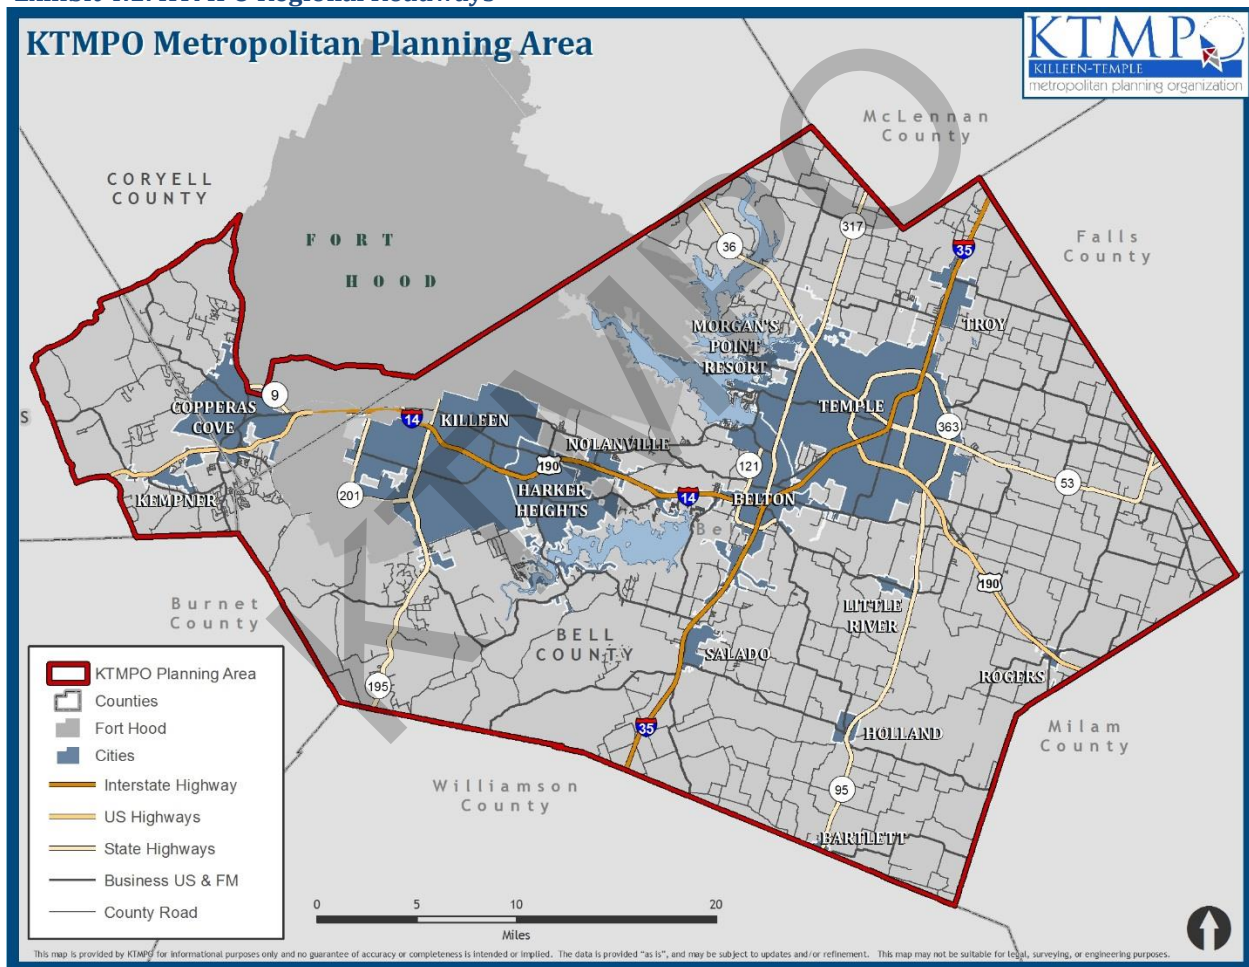 KTMPO Metropolitan Planning Area
KTMPO
KILLEEN-TEMPLE
metropolitan planning organization
McLennan
County
CORYELL
COUNTY
FORT
HOOD
36
317
35
Falls
County
TROY
MORGAN'S
POINT
RESORT
9
COPPERAS
COVE
14
KILLEEN
TEMPLE
363
NOLANVILLE
190
121
53
KEMPNER
201
HARKER
HEIGHTS
14
BELTON
Bel
190
Burnet
County
LITTLE
RIVER
BELL
COUNTY
SALADO
ROGERS
195
35
HOLLAND
Milam
County
Williamson
County
95
BARTLETT
KTMPO
KTMPO Planning Area
Counties
Fort Hood
Cities
Interstate Highway
US Highways
State Highways
Business US & FM
County Road
0 5 10 20
Miles
This map is provided by KTMPO for informational purposes only and no guarantee of accuracy or completeness is intended or implied. The data is provided "as is", and may be subject to updates and/or refinement. This map may not be suitable for legal, surveying, or engineering purposes.